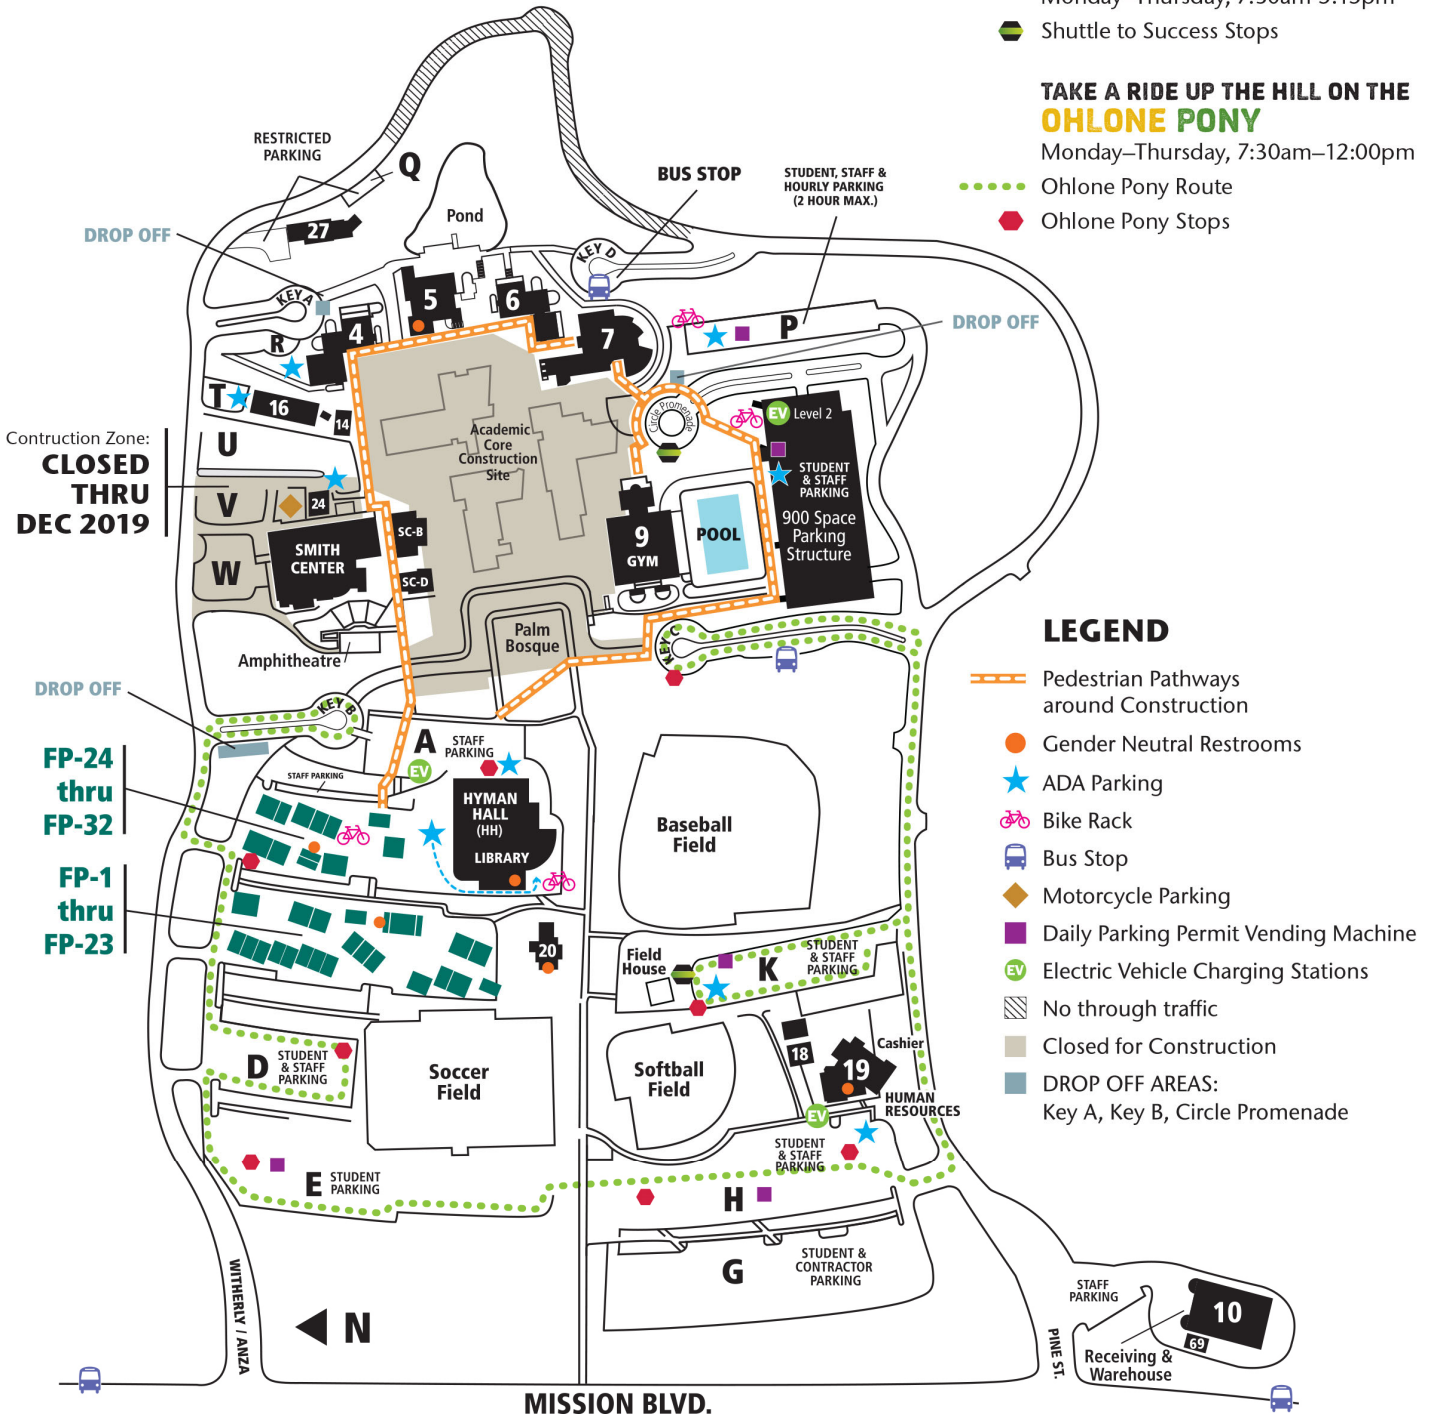 Monday–Thursday, 7:30am-5:15pm
Shuttle to Success Stops
TAKE A RIDE UP THE HILL ON THE
OHLONE PONY
Monday–Thursday, 7:30am–12:00pm
Ohlone Pony Route
Ohlone Pony Stops
RESTRICTED
PARKING
Q
BUS STOP
STUDENT, STAFF &
HOURLY PARKING
(2 HOUR MAX.)
Pond
27
DROP OFF
KEY D
KEY A
5
6
4
7
P
DROP OFF
R
T
16
14
Circle Promenade
EV Level 2
U
Contruction Zone:
CLOSED
THRU
DEC 2019
Academic
Core
Construction
Site
STUDENT
& STAFF
PARKING
V
24
SC-B
900 Space
Parking
Structure
SMITH
CENTER
9
GYM
POOL
W
SC-D
Palm
Bosque
KEY C
Amphitheatre
DROP OFF
KEY B
LEGEND
Pedestrian Pathways
around Construction
Gender Neutral Restrooms
ADA Parking
Bike Rack
Bus Stop
Motorcycle Parking
Daily Parking Permit Vending Machine
EV Electric Vehicle Charging Stations
No through traffic
Closed for Construction
DROP OFF AREAS:
Key A, Key B, Circle Promenade
A
STAFF
PARKING
EV
STAFF PARKING
FP-24
thru
FP-32
HYMAN
HALL
(HH)
LIBRARY
Baseball
Field
FP-1
thru
FP-23
20
Field
House
K
STUDENT
& STAFF
PARKING
D
STUDENT
& STAFF
PARKING
Soccer
Field
Softball
Field
18
19
Cashier
HUMAN
RESOURCES
EV
STUDENT
& STAFF
PARKING
E
STUDENT
PARKING
H
G
STUDENT &
CONTRACTOR
PARKING
WITHERLY / ANZA
N
STAFF
PARKING
10
69
PINE ST.
Receiving &
Warehouse
MISSION BLVD.